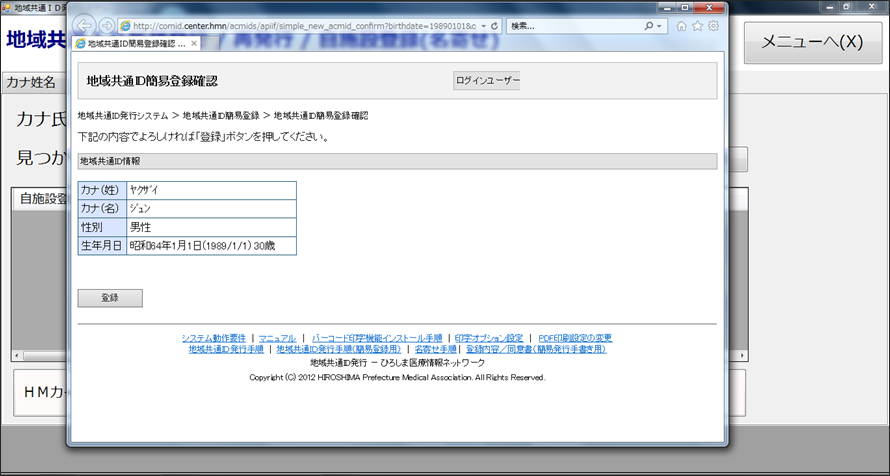 地域共通ID発
http://comid.center.hmn/acmids/apiif/simple_new_acmid_confirm?birthdate=19890101&c
検索...
地域共通ID簡易登録確認 ...
地域共
/ 再発行 / 自施設登録(名寄せ)
メニューへ(X)
カナ姓名
地域共通ID簡易登録確認
ログインユーザー
カナ氏
地域共通ID発行システム > 地域共通ID簡易登録 > 地域共通ID簡易登録確認
下記の内容でよろしければ「登録」ボタンを押してください。
見つか
地域共通ID情報
自施設登
カナ(姓) ﾔｸｻﾞｲ
カナ(名) ｼﾞｭﾝ
性別 男性
生年月日 昭和64年1月1日(1989/1/1) 30歳
登録
システム動作要件 | マニュアル | バーコード印字機能インストール手順 | 印字オプション設定 | PDF印刷設定の変更
地域共通ID発行手順 | 地域共通ID発行手順(簡易登録用) | 名寄せ手順 | 登録内容／同意書(簡易発行手書き用)
地域共通ID発行 － ひろしま医療情報ネットワーク
Copyright (C) 2012 HIROSHIMA Prefecture Medical Association. All Rights Reserved.
HMカ